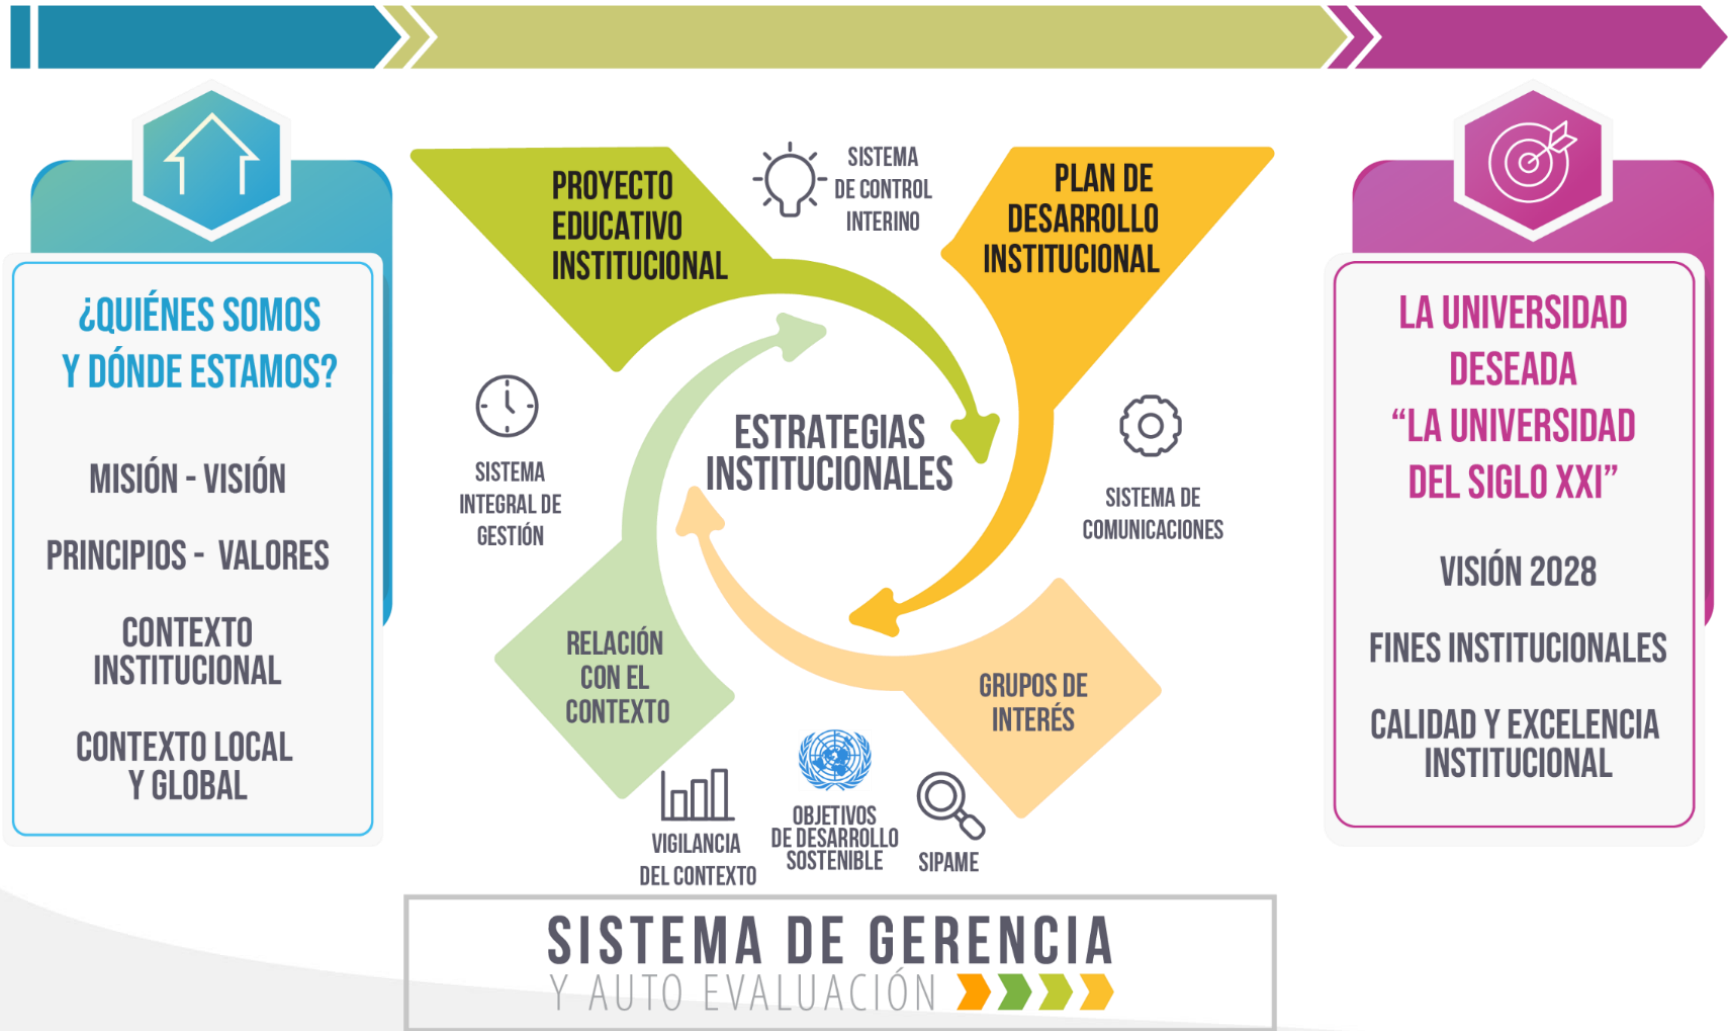 ¿QUIÉNES SOMOS
Y DÓNDE ESTAMOS?
MISIÓN - VISIÓN
PRINCIPIOS - VALORES
CONTEXTO
INSTITUCIONAL
CONTEXTO LOCAL
Y GLOBAL
PROYECTO
EDUCATIVO
INSTITUCIONAL
SISTEMA
DE CONTROL
INTERINO
PLAN DE
DESARROLLO
INSTITUCIONAL
SISTEMA
INTEGRAL DE
GESTIÓN
ESTRATEGIAS
INSTITUCIONALES
SISTEMA DE
COMUNICACIONES
RELACIÓN
CON EL
CONTEXTO
GRUPOS DE
INTERÉS
VIGILANCIA
DEL CONTEXTO
OBJETIVOS
DE DESARROLLO
SOSTENIBLE
SIPAME
SISTEMA DE GERENCIA
Y AUTO EVALUACIÓN
LA UNIVERSIDAD
DESEADA
“LA UNIVERSIDAD
DEL SIGLO XXI”
VISIÓN 2028
FINES INSTITUCIONALES
CALIDAD Y EXCELENCIA
INSTITUCIONAL